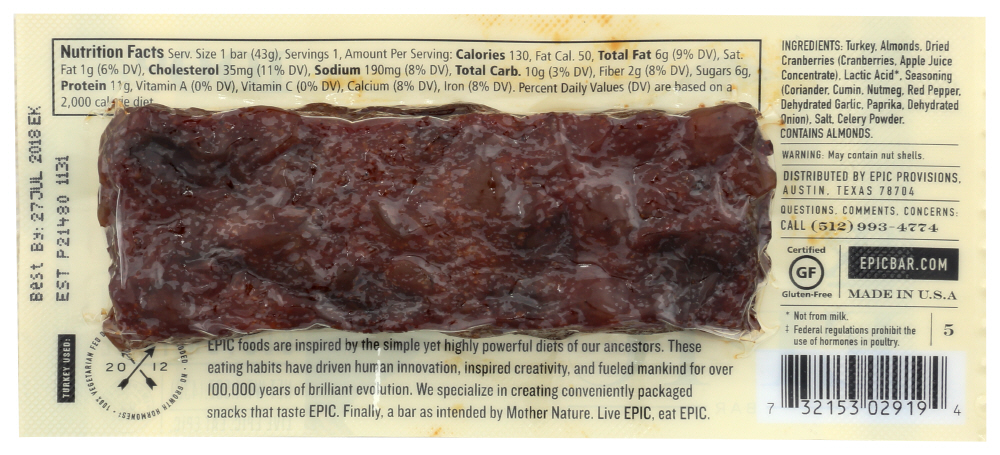 Nutrition Facts Serv. Size 1 bar (43g), Servings 1, Amount Per Serving: Calories 130, Fat Cal. 50, Total Fat 6g (9% DV), Sat.
Fat 1g (6% DV), Cholesterol 35mg (11% DV), Sodium 190mg (8% DV), Total Carb. 10g (3% DV), Fiber 2g (8% DV), Sugars 6g,
Protein 11g, Vitamin A (0% DV), Vitamin C (0% DV), Calcium (8% DV), Iron (8% DV). Percent Daily Values (DV) are based on a
2,000 calorie diet
Best By: 27JUL 2018 EK
EST P21480 1131
TURKEY USED:
100% VEGETARIAN FED
NO GROWTH HORMONES‡
2012
EPIC foods are inspired by the simple yet highly powerful diets of our ancestors. These
eating habits have driven human innovation, inspired creativity, and fueled mankind for over
100,000 years of brilliant evolution. We specialize in creating conveniently packaged
snacks that taste EPIC. Finally, a bar as intended by Mother Nature. Live EPIC, eat EPIC.
INGREDIENTS: Turkey, Almonds, Dried
Cranberries (Cranberries, Apple Juice
Concentrate), Lactic Acid*, Seasoning
(Coriander, Cumin, Nutmeg, Red Pepper,
Dehydrated Garlic, Paprika, Dehydrated
Onion), Salt, Celery Powder.
CONTAINS ALMONDS.
WARNING: May contain nut shells.
DISTRIBUTED BY EPIC PROVISIONS,
AUSTIN, TEXAS 78704
QUESTIONS, COMMENTS, CONCERNS:
CALL (512) 993-4774
Certified
GF
Gluten-Free
EPICBAR.COM
MADE IN U.S.A
* Not from milk.
‡ Federal regulations prohibit the
use of hormones in poultry.
5
7 32153 02919 4